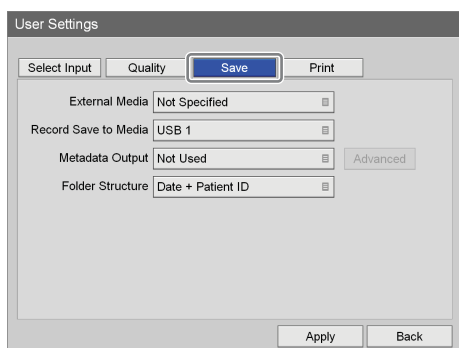 User Settings
Select Input Quality Save Print
External Media Not Specified
Record Save to Media USB 1
Metadata Output Not Used Advanced
Folder Structure Date + Patient ID
Apply Back